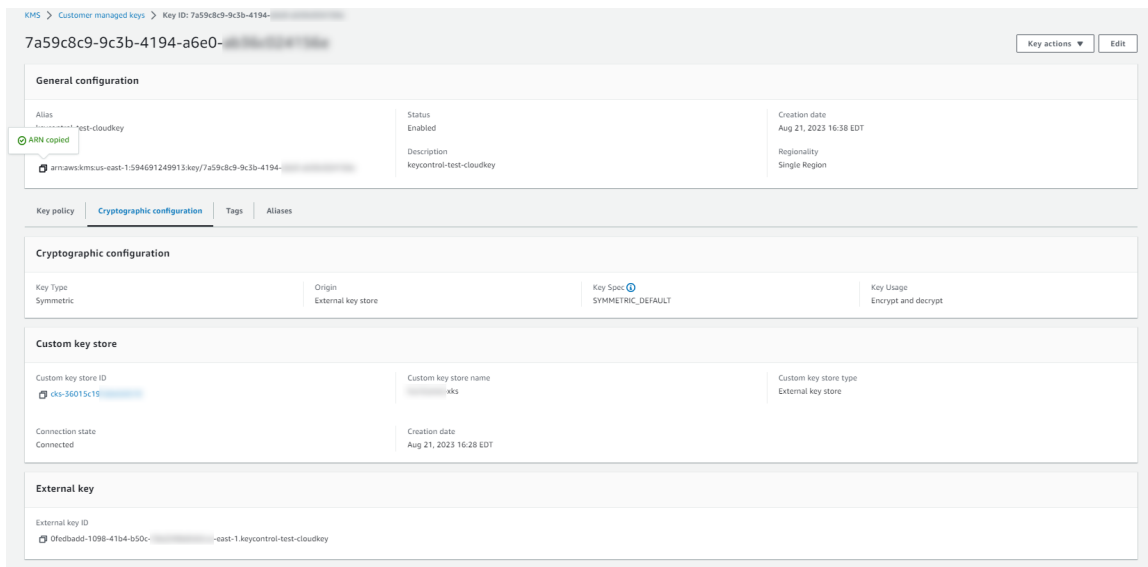 KMS > Customer managed keys > Key ID: 7a59c8c9-9c3b-4194-
7a59c8c9-9c3b-4194-a6e0-
Key actions ▼ Edit
General configuration
Alias
-test-cloudkey
ARN copied
arn:aws:kms:us-east-1:594691249913:key/7a59c8c9-9c3b-4194-
Status
Enabled
Description
keycontrol-test-cloudkey
Creation date
Aug 21, 2023 16:38 EDT
Regionality
Single Region
Key policy Cryptographic configuration Tags Aliases
Cryptographic configuration
Key Type
Symmetric
Origin
External key store
Key Spec
SYMMETRIC_DEFAULT
Key Usage
Encrypt and decrypt
Custom key store
Custom key store ID
cks-36015c19
Custom key store name
xks
Custom key store type
External key store
Connection state
Connected
Creation date
Aug 21, 2023 16:28 EDT
External key
External key ID
0fedbadd-1098-41b4-b50c- -east-1.keycontrol-test-cloudkey